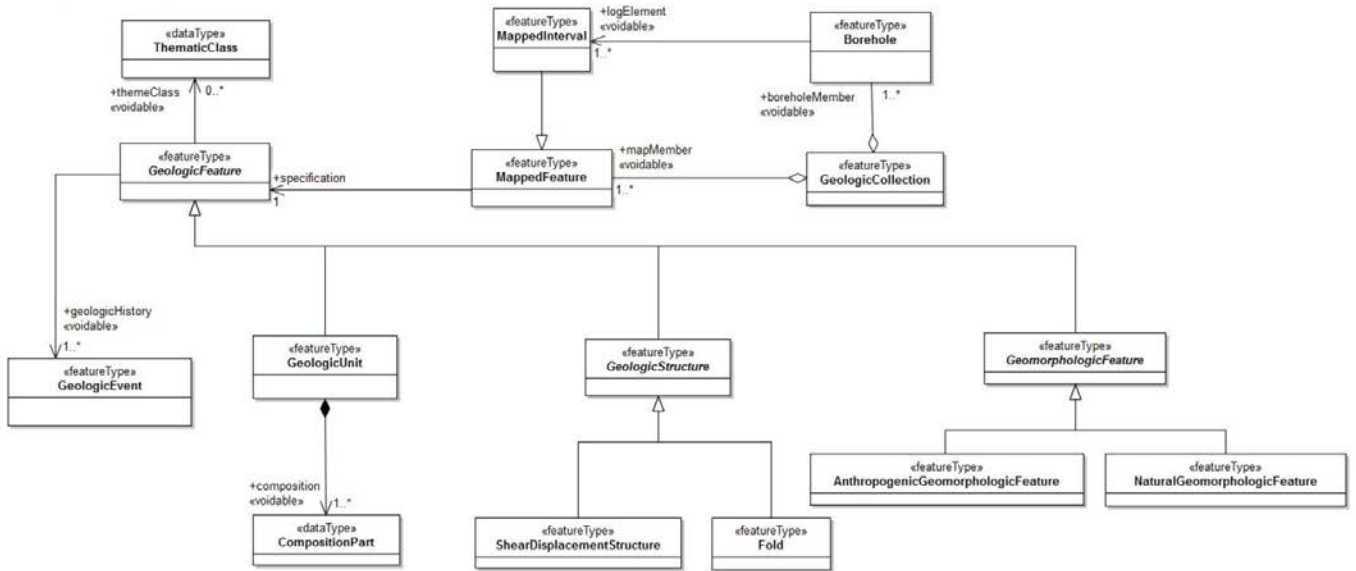 «dataType»
ThematicClass
+themeClass
«voidable»
0..*
«featureType»
MappedInterval
+logElement
«voidable»
1..*
«featureType»
Borehole
+boreholeMember
«voidable»
1..*
«featureType»
GeologicFeature
+specification
1
«featureType»
MappedFeature
+mapMember
«voidable»
1..*
«featureType»
GeologicCollection
+geologicHistory
«voidable»
1..*
«featureType»
GeologicEvent
«featureType»
GeologicUnit
«featureType»
GeologicStructure
«featureType»
GeomorphologicFeature
+composition
«voidable»
1..*
«dataType»
CompositionPart
«featureType»
ShearDisplacementStructure
«featureType»
Fold
«featureType»
AnthropogenicGeomorphologicFeature
«featureType»
NaturalGeomorphologicFeature